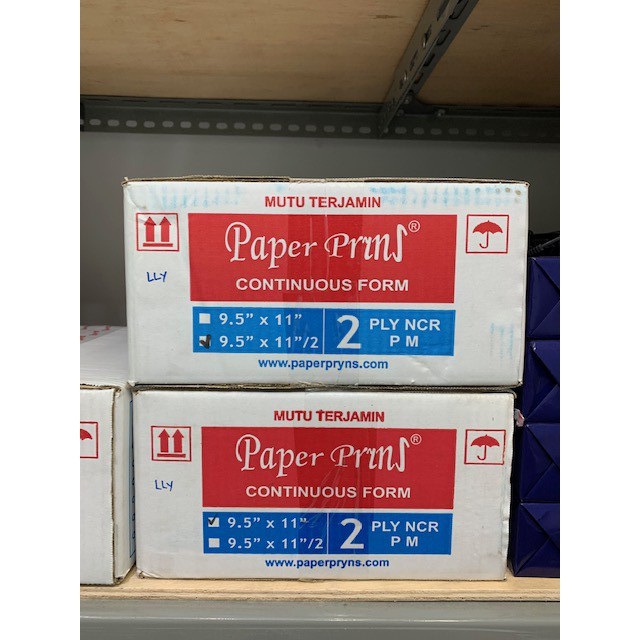 MUTU TERJAMIN
Paper Prıns®
CONTINUOUS FORM
9.5" x 11"
9.5" x 11"/2
2 PLY NCR
P M
www.paperpryns.com
LLY
MUTU TERJAMIN
Paper Prıns®
CONTINUOUS FORM
9.5" x 11"
9.5" x 11"/2
2 PLY NCR
P M
www.paperpryns.com
LLY